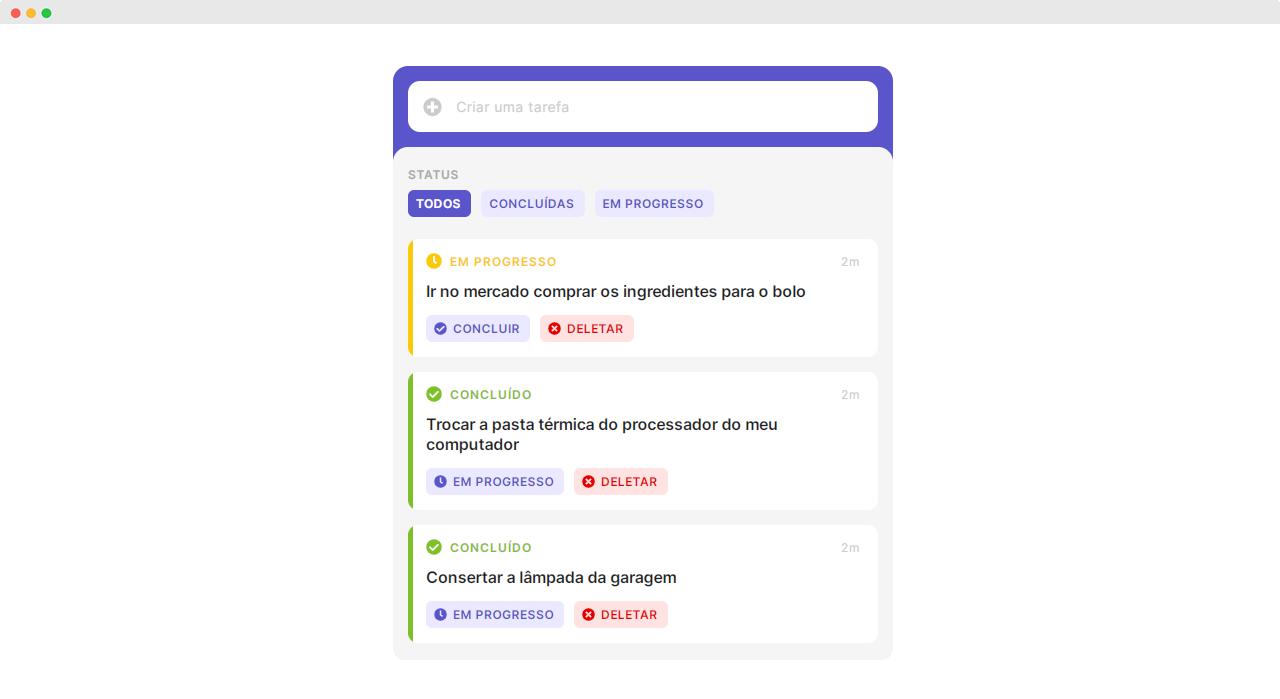 Criar uma tarefa
STATUS
TODOS CONCLUÍDAS EM PROGRESSO
EM PROGRESSO 2m
Ir no mercado comprar os ingredientes para o bolo
CONCLUIR DELETAR
CONCLUÍDO 2m
Trocar a pasta térmica do processador do meu
computador
EM PROGRESSO DELETAR
CONCLUÍDO 2m
Consertar a lâmpada da garagem
EM PROGRESSO DELETAR